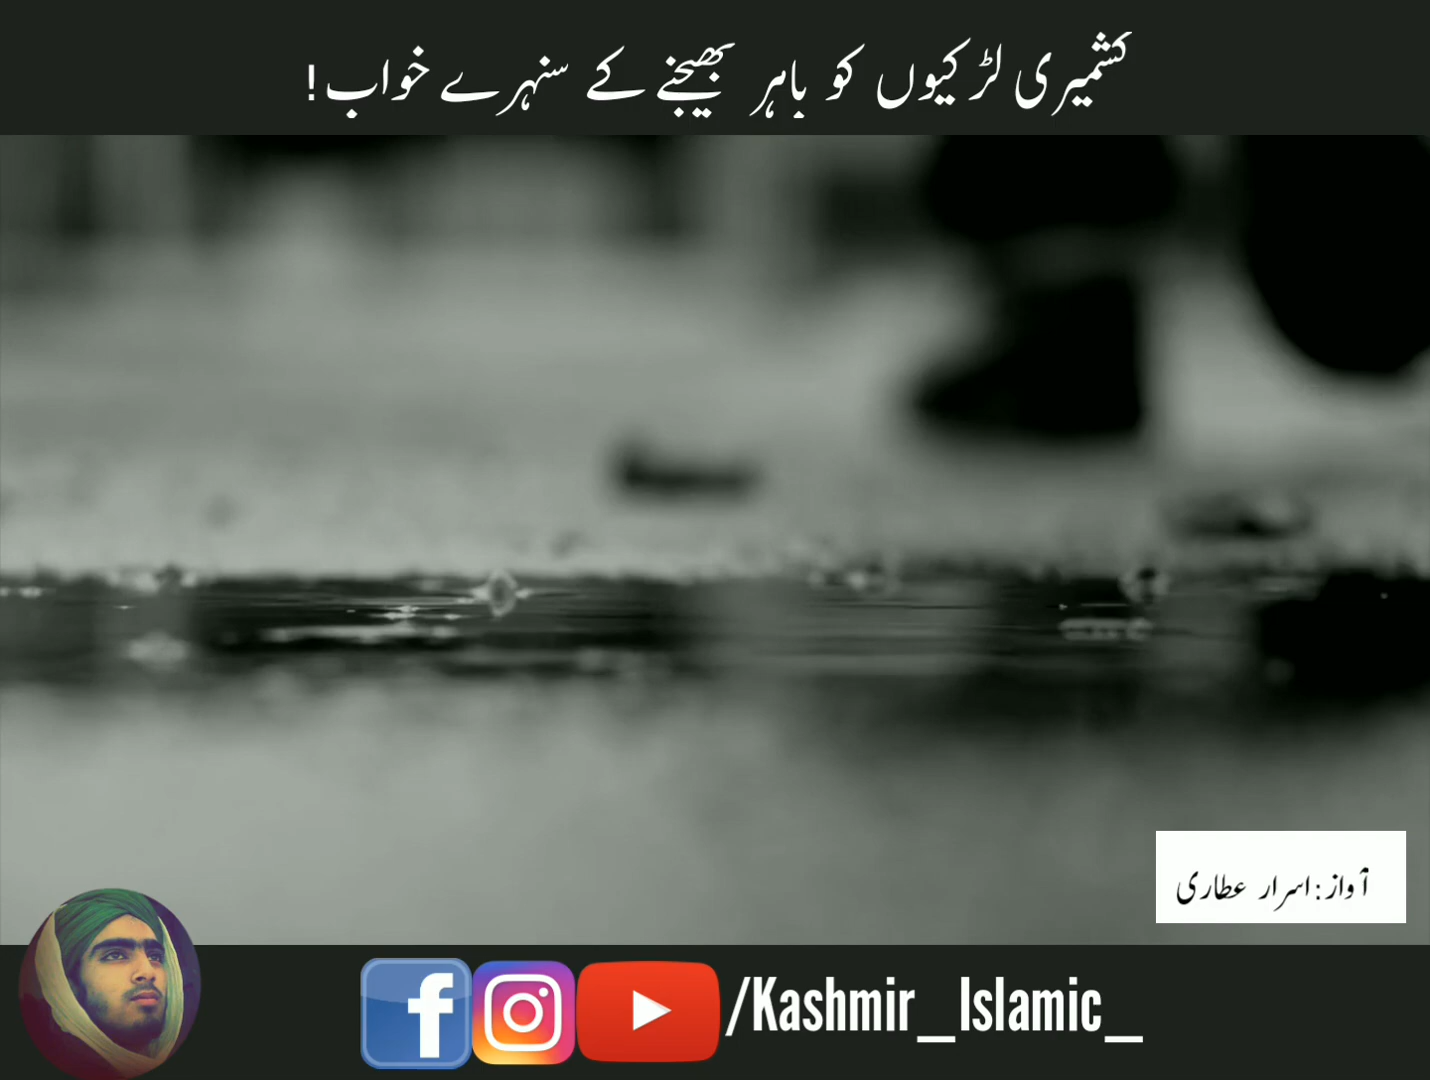 کشمیری لڑکیوں کو باہر بھیجنے کے سنہرے خواب!
آواز: اسرار عطاری
/Kashmir_Islamic_